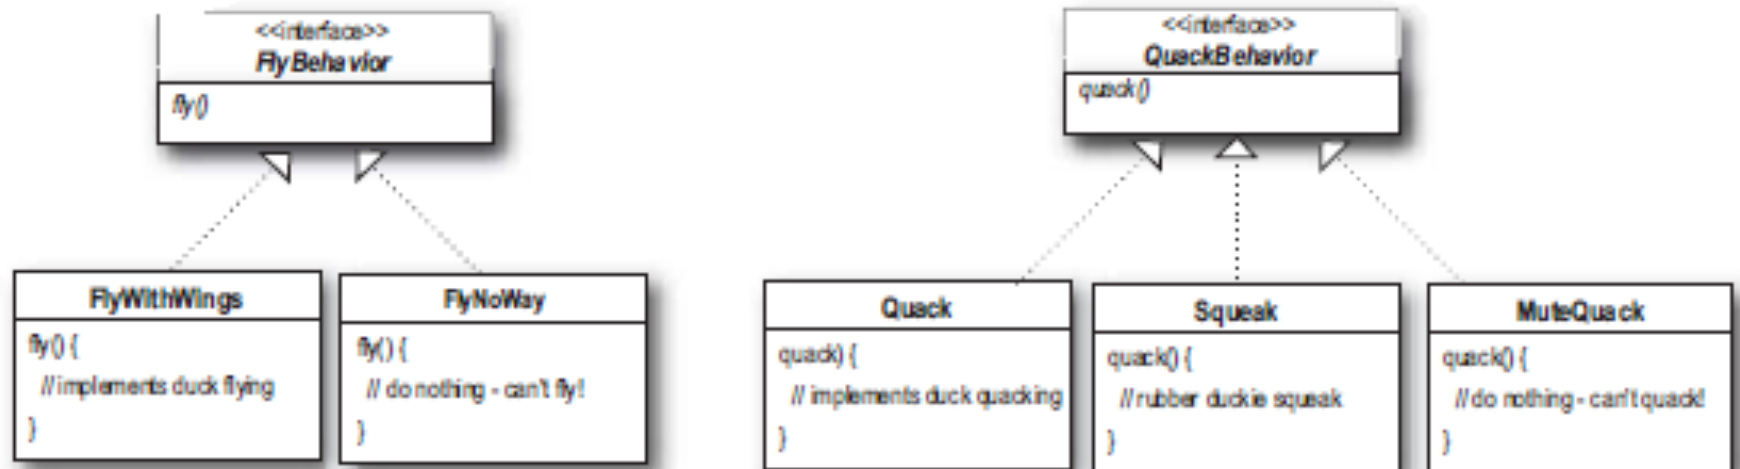 <<interface>>
FlyBehavior
fly()
<<interface>>
QuackBehavior
quack()
FlyWithWings
fly() {
// implements duck flying
}
FlyNoWay
fly() {
// do nothing - can't fly!
}
Quack
quack) {
// implements duck quacking
}
Squeak
quack() {
// rubber duckie squeak
}
MuteQuack
quack() {
// do nothing - can't quack!
}